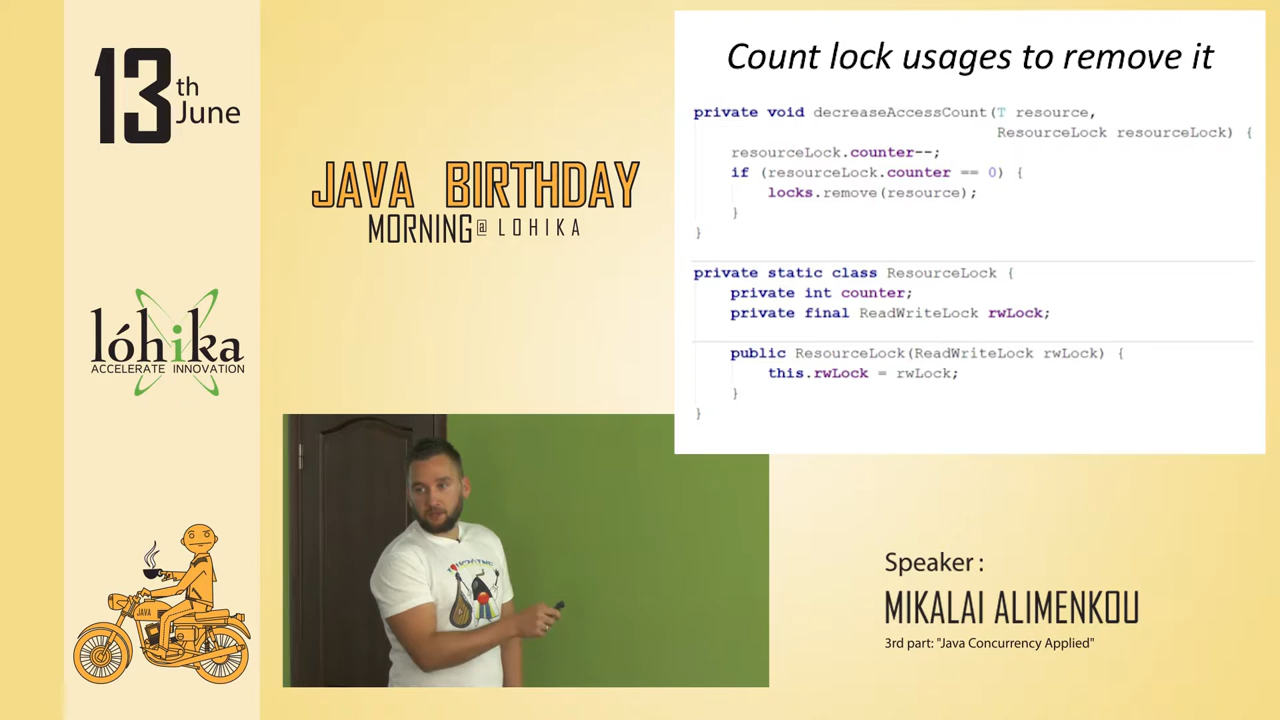 13th
June
JAVA BIRTHDAY
MORNING@LOHIKA
lóhika
ACCELERATE INNOVATION
JAVA
Count lock usages to remove it
private void decreaseAccessCount(T resource,
ResourceLock resourceLock) {
resourceLock.counter--;
if (resourceLock.counter == 0) {
locks.remove(resource);
}
}
private static class ResourceLock {
private int counter;
private final ReadWriteLock rwLock;
public ResourceLock(ReadWriteLock rwLock) {
this.rwLock = rwLock;
}
}
Speaker :
MIKALAI ALIMENKOU
3rd part: "Java Concurrency Applied"